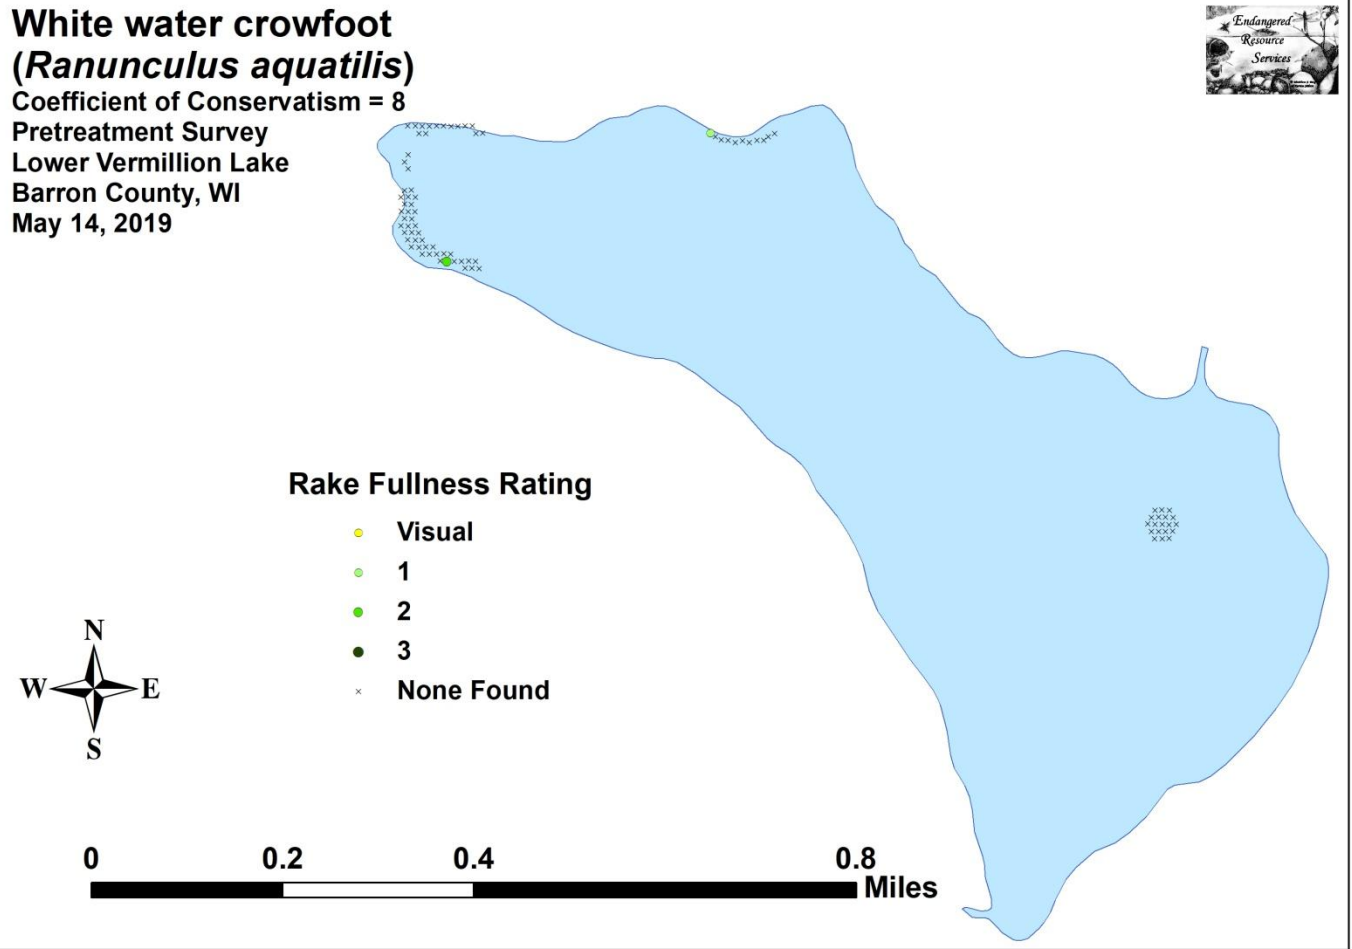 White water crowfoot
(Ranunculus aquatilis)
Coefficient of Conservatism = 8
Pretreatment Survey
Lower Vermillion Lake
Barron County, WI
May 14, 2019
Endangered
Resource
Services
Rake Fullness Rating
Visual
1
2
3
None Found
N
W E
S
0 0.2 0.4 0.8
Miles